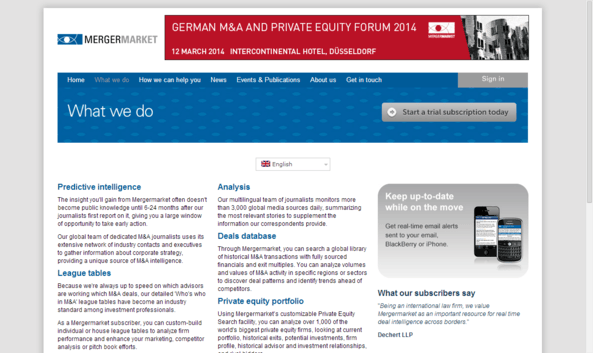 MERGERMARKET
GERMAN M&A AND PRIVATE EQUITY FORUM 2014
12 MARCH 2014 INTERCONTINENTAL HOTEL, DÜSSELDORF
MERGERMARKET
Home What we do How we can help you News Events & Publications About us Get in touch Sign in
What we do
Start a trial subscription today
English
Predictive intelligence
The insight you'll gain from Mergermarket often doesn't
become public knowledge until 6-24 months after our
journalists first report on it, giving you a large window
of opportunity to take early action.
Our global team of dedicated M&A journalists uses its
extensive network of industry contacts and executives
to gather information about corporate strategy,
providing a unique source of M&A intelligence.
League tables
Because we're always up to speed on which advisors
are working which M&A deals, our detailed 'Who's who
in M&A' league tables have become an industry
standard among investment professionals.
As a Mergermarket subscriber, you can custom-build
individual or house league tables to analyse firm
performance and enhance your marketing, competitor
analysis or pitch book efforts.
Analysis
Our multilingual team of journalists monitors more
than 3,000 global media sources daily, summarizing
the most relevant stories to supplement the
information our correspondents provide.
Deals database
Through Mergermarket, you can search a global library
of historical M&A transactions with fully sourced
financials and exit multiples. You can analyze volumes
and values of M&A activity in specific regions or sectors
to discover deal patterns and identify trends ahead of
competitors.
Private equity portfolio
Using Mergermarket's customizable Private Equity
Search facility, you can analyze over 1,000 of the
world's biggest private equity firms, looking at current
portfolio, historical exits, potential investments, firm
profile, historical advisor and investment relationships,
Keep up-to-date
while on the move
Get real-time email alerts
sent to your email,
BlackBerry or iPhone.
What our subscribers say
"Being an international law firm, we value
Mergermarket as an important resource for real time
deal intelligence across borders."
Dechert LLP